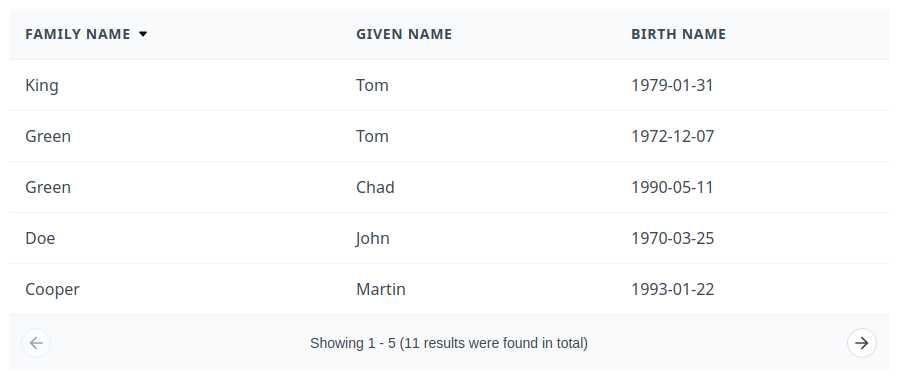 FAMILY NAME GIVEN NAME BIRTH NAME
King Tom 1979-01-31
Green Tom 1972-12-07
Green Chad 1990-05-11
Doe John 1970-03-25
Cooper Martin 1993-01-22
Showing 1 - 5 (11 results were found in total)